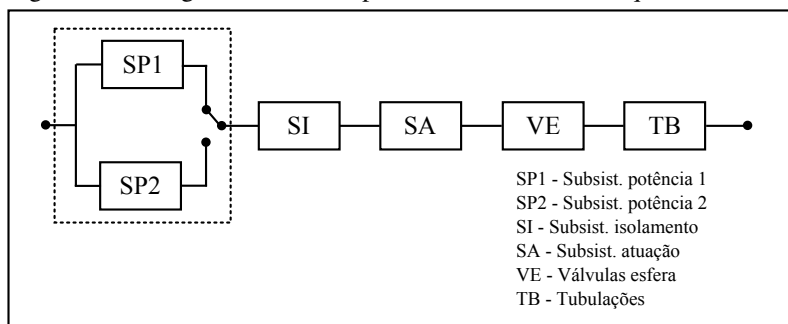 SP1
SI
SA
VE
TB
SP2
SP1 - Subsist. potência 1
SP2 - Subsist. potência 2
SI - Subsist. isolamento
SA - Subsist. atuação
VE - Válvulas esfera
TB - Tubulações